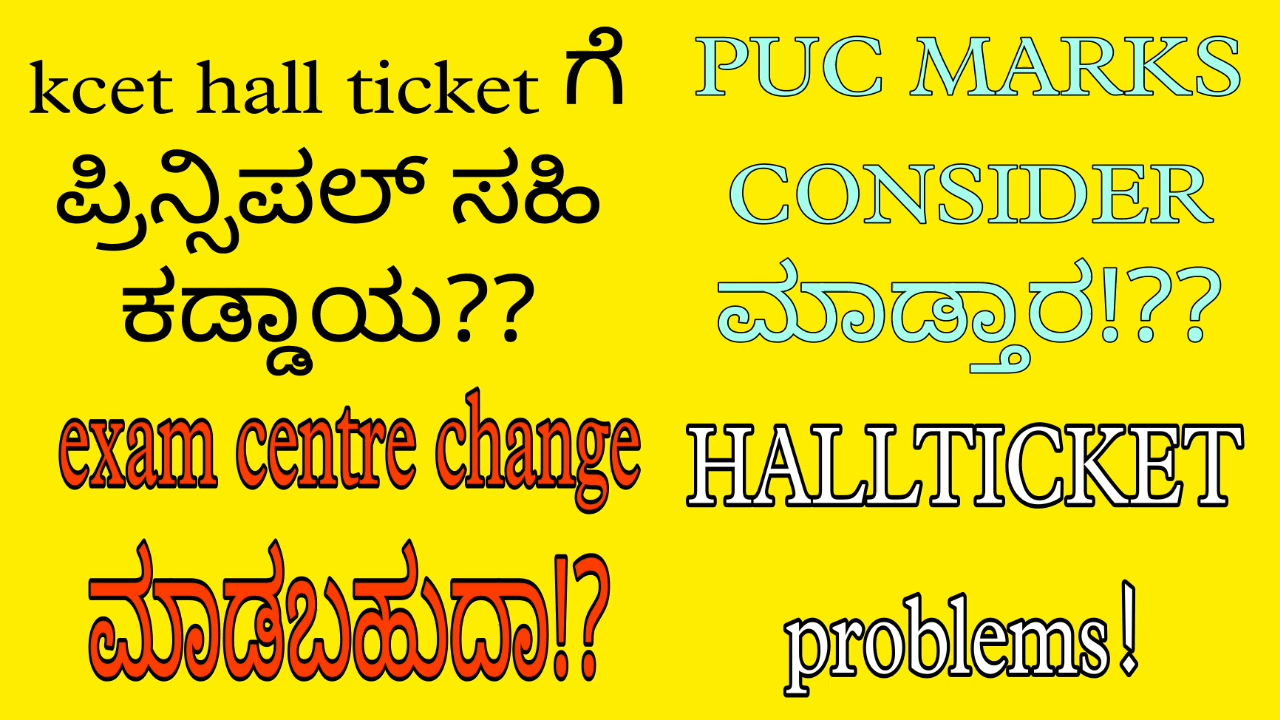 kcet hall ticket ಗೆ
ಪ್ರಿನ್ಸಿಪಲ್ ಸಹಿ
ಕಡ್ಡಾಯ??
exam centre change
ಮಾಡಬಹುದಾ!?
PUC MARKS
CONSIDER
ಮಾಡ್ತಾರ!??
HALLTICKET
problems!